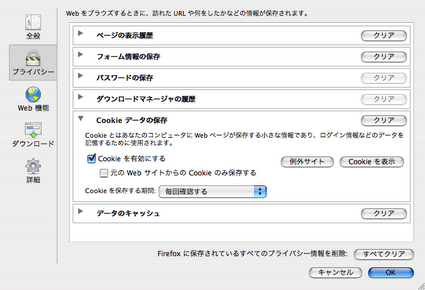 Web をブラウズするときに、訪れた URL や何をしたかなどの情報が保存されます。
全般
プライバシー
Web 機能
ダウンロード
詳細
ページの表示履歴
クリア
フォーム情報の保存
クリア
パスワードの保存
クリア
ダウンロードマネージャの履歴
クリア
Cookie データの保存
クリア
Cookie とはあなたのコンピュータに Web ページが保存する小さな情報であり、ログイン情報などのデータを
記憶するために使用されます。
Cookie を有効にする
例外サイト
Cookie を表示
元の Web サイトからの Cookie のみ保存する
Cookie を保存する期間:
毎回確認する
データのキャッシュ
クリア
Firefox に保存されているすべてのプライバシー情報を削除:
すべてクリア
キャンセル
OK